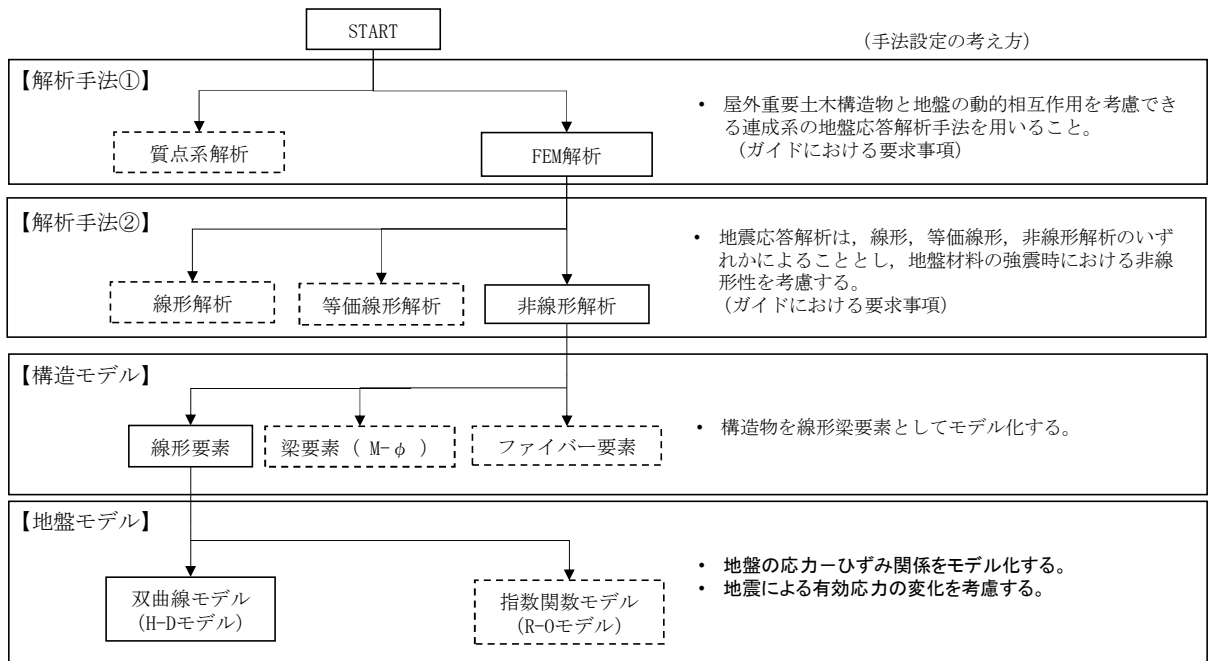 START
(手法設定の考え方)
【解析手法①】
質点系解析
FEM解析
• 屋外重要土木構造物と地盤の動的相互作用を考慮でき
る連成系の地盤応答解析手法を用いること。
(ガイドにおける要求事項)
【解析手法②】
線形解析
等価線形解析
非線形解析
• 地震応答解析は，線形，等価線形，非線形解析のいず
れかによることとし，地盤材料の強震時における非線
形性を考慮する。
(ガイドにおける要求事項)
【構造モデル】
線形要素
梁要素 ( M-φ )
ファイバー要素
• 構造物を線形梁要素としてモデル化する。
【地盤モデル】
双曲線モデル
(H-Dモデル)
指数関数モデル
(R-Oモデル)
• 地盤の応力－ひずみ関係をモデル化する。
• 地震による有効応力の変化を考慮する。